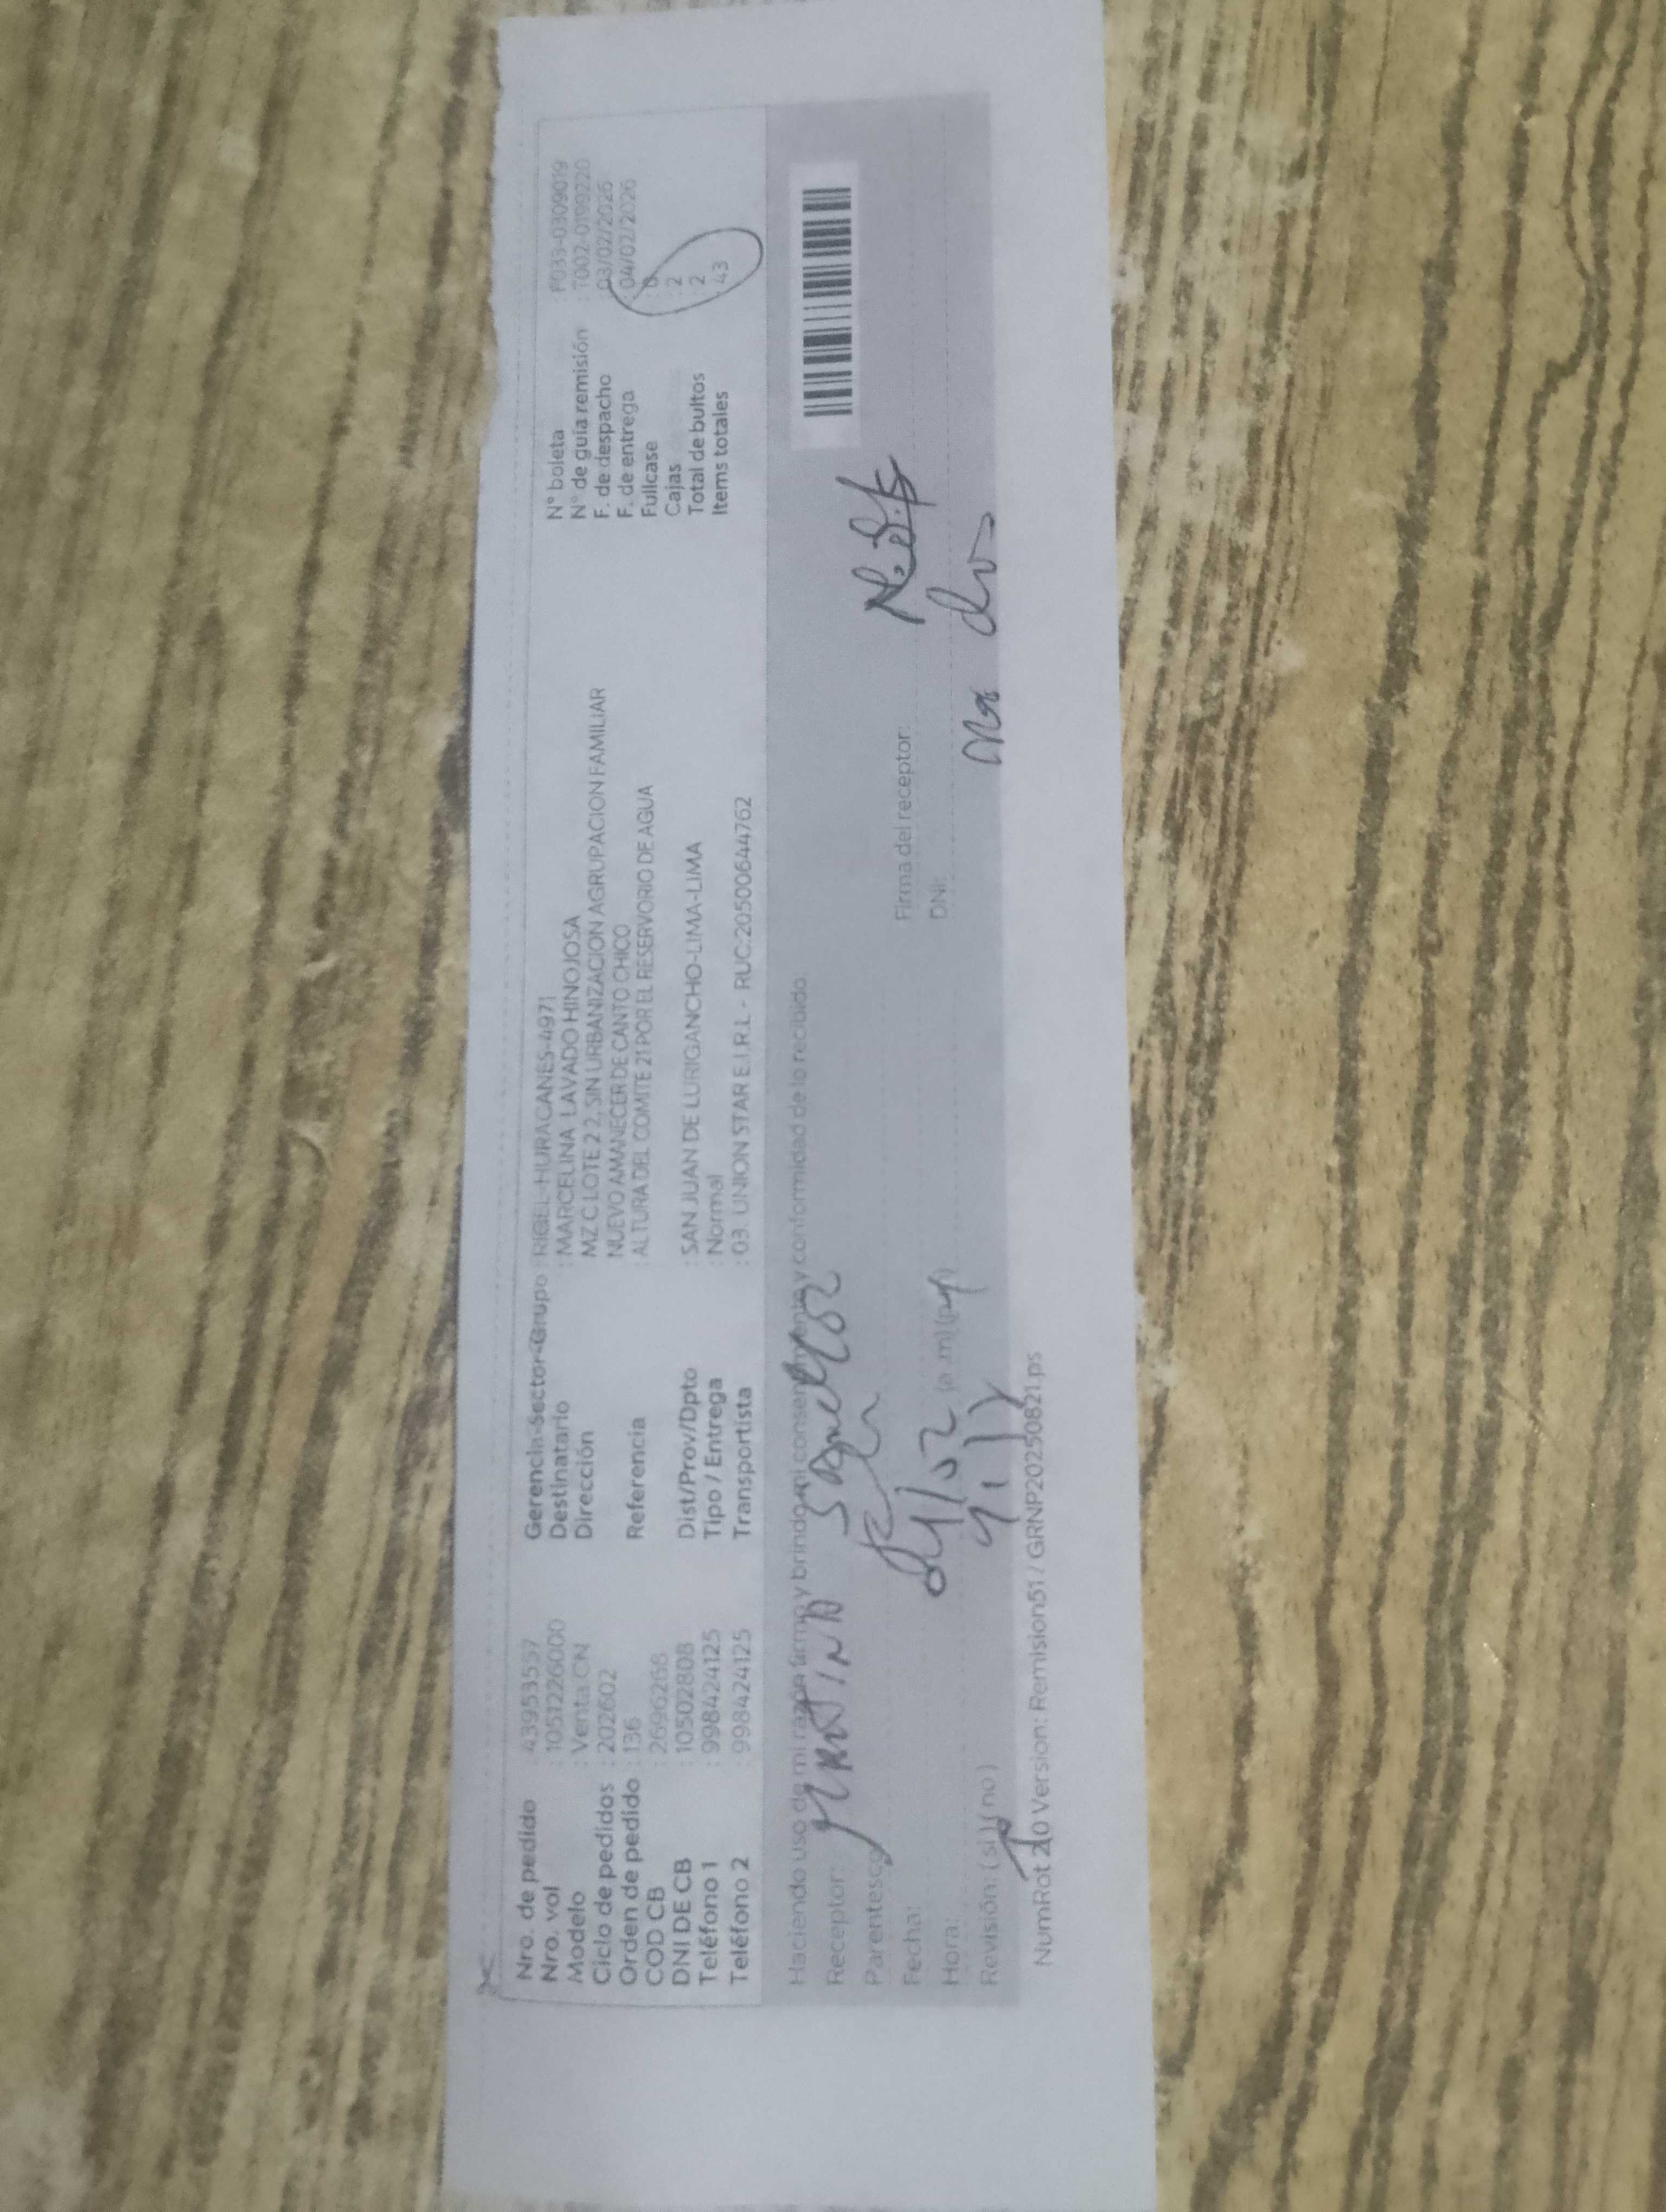 Nro. de pedido : 43953557
Nro. vol : 1051226000
Modelo : Venta CN
Ciclo de pedidos : 202602
Orden de pedido : 136
COD CB : 2696268
DNI DE CB : 10502808
Teléfono 1 : 998424125
Teléfono 2 : 998424125
Gerencia-Sector-Grupo : RIGEL-HURACANES-4971
Destinatario : MARCELINA LAVADO HINOJOSA
Dirección MZ C LOTE 2 2, SIN URBANIZACION AGRUPACION FAMILIAR
NUEVO AMANECER DE CANTO CHICO
Referencia : ALTURA DEL COMITE 21 POR EL RESERVORIO DE AGUA
Dist/Prov/Dpto : SAN JUAN DE LURIGANCHO-LIMA-LIMA
Tipo / Entrega : Normal
Transportista : 03. UNION STAR E.I.R.L. - RUC:20500644762
N° boleta : F033-0309019
N° de guía remisión : T002-0199220
F. de despacho : 03/02/2026
F. de entrega : 04/02/2026
Fullcase : 0
Cajas : 2
Total de bultos : 2
Items totales : 43
Haciendo uso de mi razón firmo y brindo mi consentimiento y conformidad de lo recibido.
Receptor:
Parentesco:
Fecha: 04/02
Hora: (a.m) (p.m)
Revisión: (si) (no)
Firma del receptor:
DNI:
NumRot 2.0 Version: Remision51 / GRNP20250821.ps